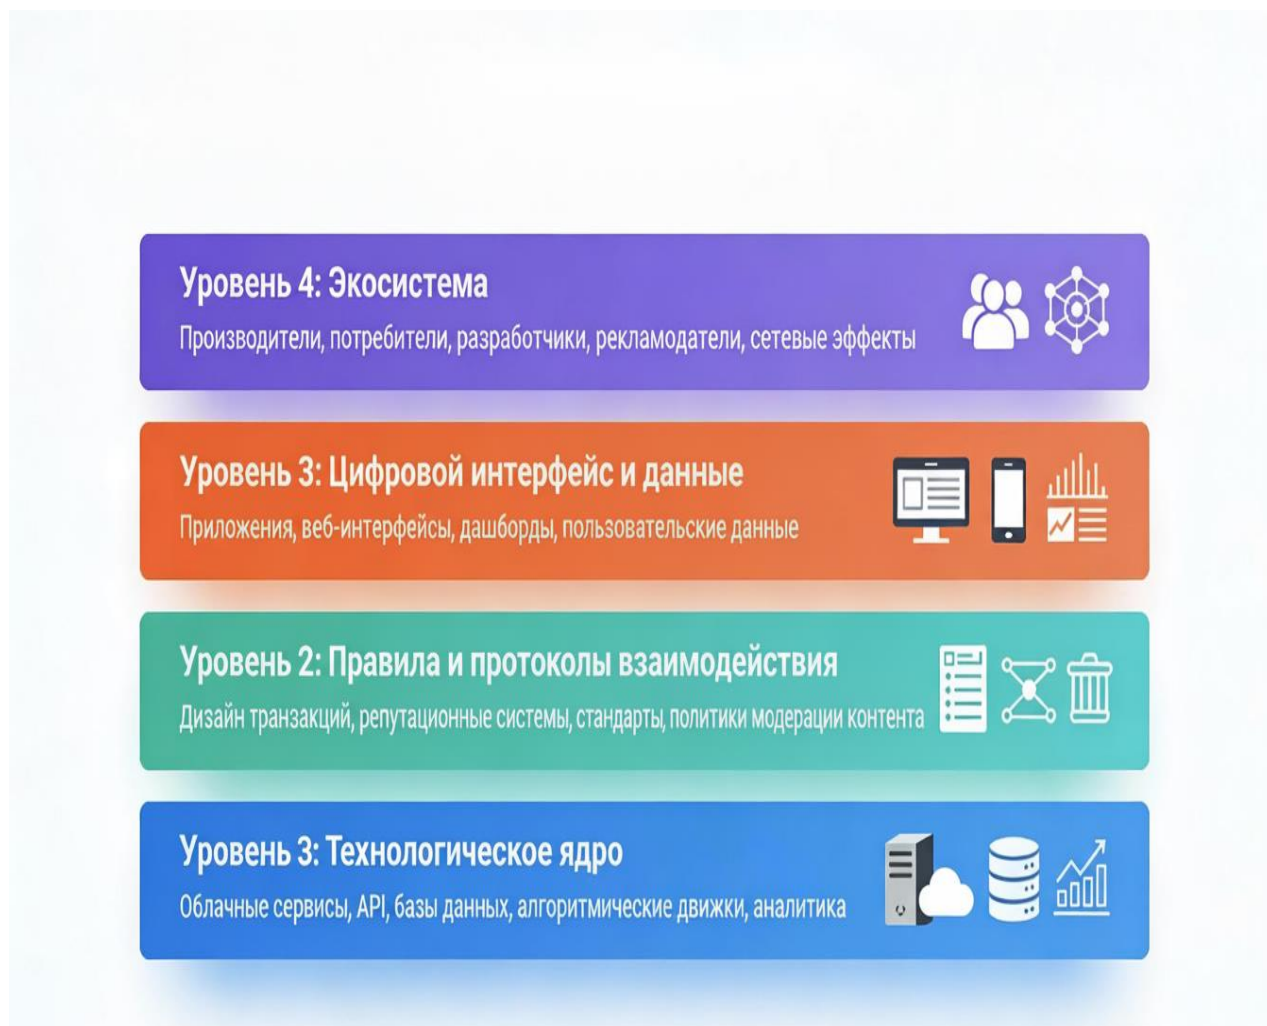 Уровень 4: Экосистема
Производители, потребители, разработчики, рекламодатели, сетевые эффекты
Уровень 3: Цифровой интерфейс и данные
Приложения, веб-интерфейсы, дашборды, пользовательские данные
Уровень 2: Правила и протоколы взаимодействия
Дизайн транзакций, репутационные системы, стандарты, политики модерации контента
Уровень 3: Технологическое ядро
Облачные сервисы, API, базы данных, алгоритмические движки, аналитика